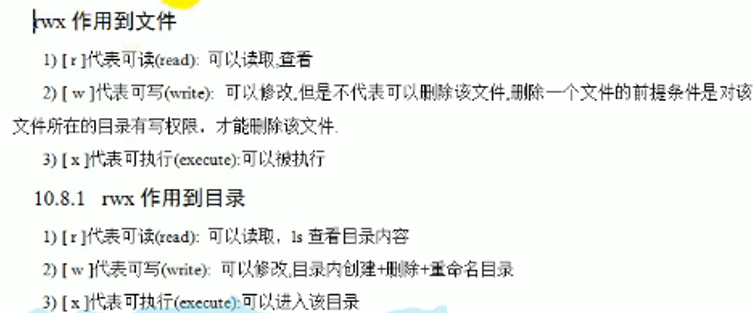 rwx 作用到文件
1) [ r ]代表可读(read): 可以读取,查看
2) [ w ]代表可写(write): 可以修改,但是不代表可以删除该文件,删除一个文件的前提条件是对该
文件所在的目录有写权限，才能删除该文件.
3) [ x ]代表可执行(execute):可以被执行
10.8.1 rwx 作用到目录
1) [ r ]代表可读(read): 可以读取，ls 查看目录内容
2) [ w ]代表可写(write): 可以修改,目录内创建+删除+重命名目录
3) [ x ]代表可执行(execute):可以进入该目录